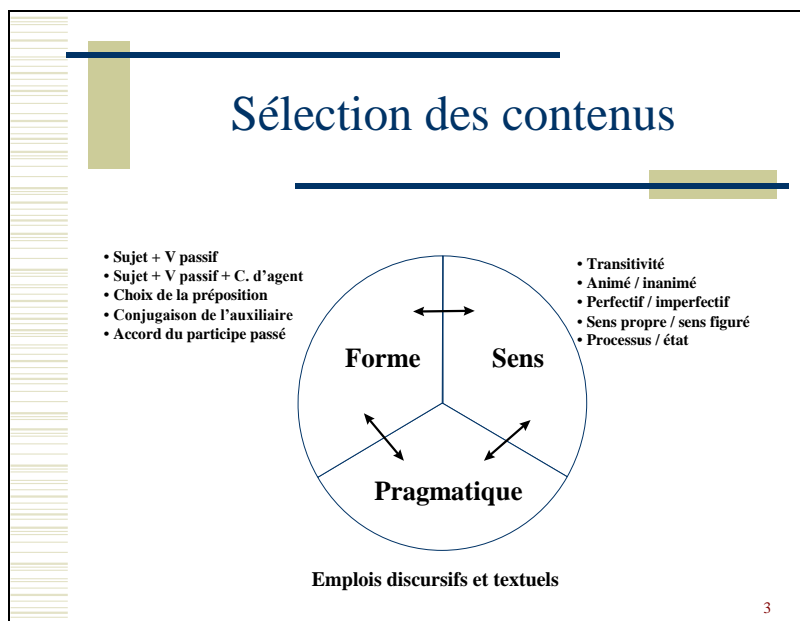 Sélection des contenus
• Sujet + V passif
• Sujet + V passif + C. d'agent
• Choix de la préposition
• Conjugaison de l'auxiliaire
• Accord du participe passé
• Transitivité
• Animé / inanimé
• Perfectif / imperfectif
• Sens propre / sens figuré
• Processus / état
Forme
Sens
Pragmatique
Emplois discursifs et textuels
3